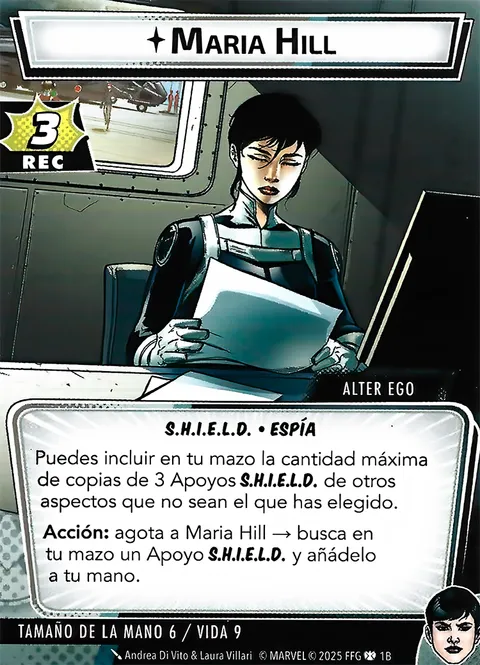 MARIA HILL
3
REC
ALTER EGO
S.H.I.E.L.D. • ESPÍA
Puedes incluir en tu mazo la cantidad máxima
de copias de 3 Apoyos S.H.I.E.L.D. de otros
aspectos que no sean el que has elegido.
Acción: agota a Maria Hill → busca en
tu mazo un Apoyo S.H.I.E.L.D. y añádelo
a tu mano.
TAMAÑO DE LA MANO 6 / VIDA 9
Andrea Di Vito & Laura Villari © MARVEL © 2025 FFG 1B